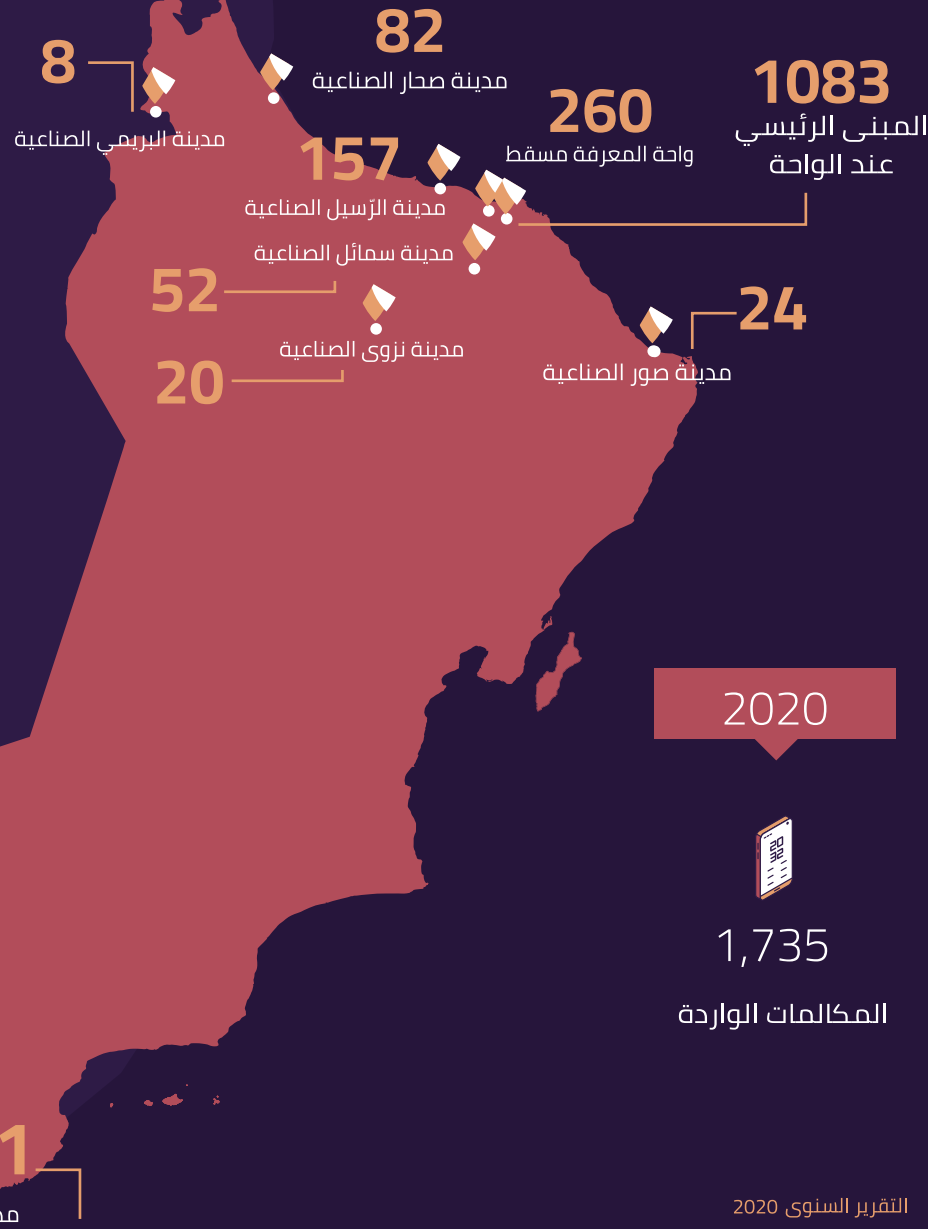 82
مدينة صحار الصناعية
8
مدينة البريمي الصناعية
1083
المبنى الرئيسي
عند الواحة
260
واحة المعرفة مسقط
157
مدينة الرّسيل الصناعية
مدينة سمائل الصناعية
52
24
مدينة صور الصناعية
مدينة نزوى الصناعية
20
2020
1,735
المكالمات الواردة
التقرير السنوي 2020